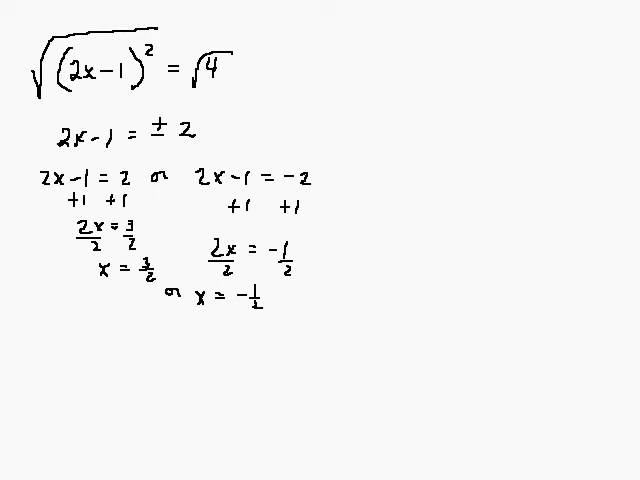 √(2x-1)² = √4
2x-1 = ± 2
2x-1 = 2 or 2x-1 = -2
+1 +1 +1 +1
2x/2 = 3/2 2x/2 = -1/2
x = 3/2 or x = -1/2